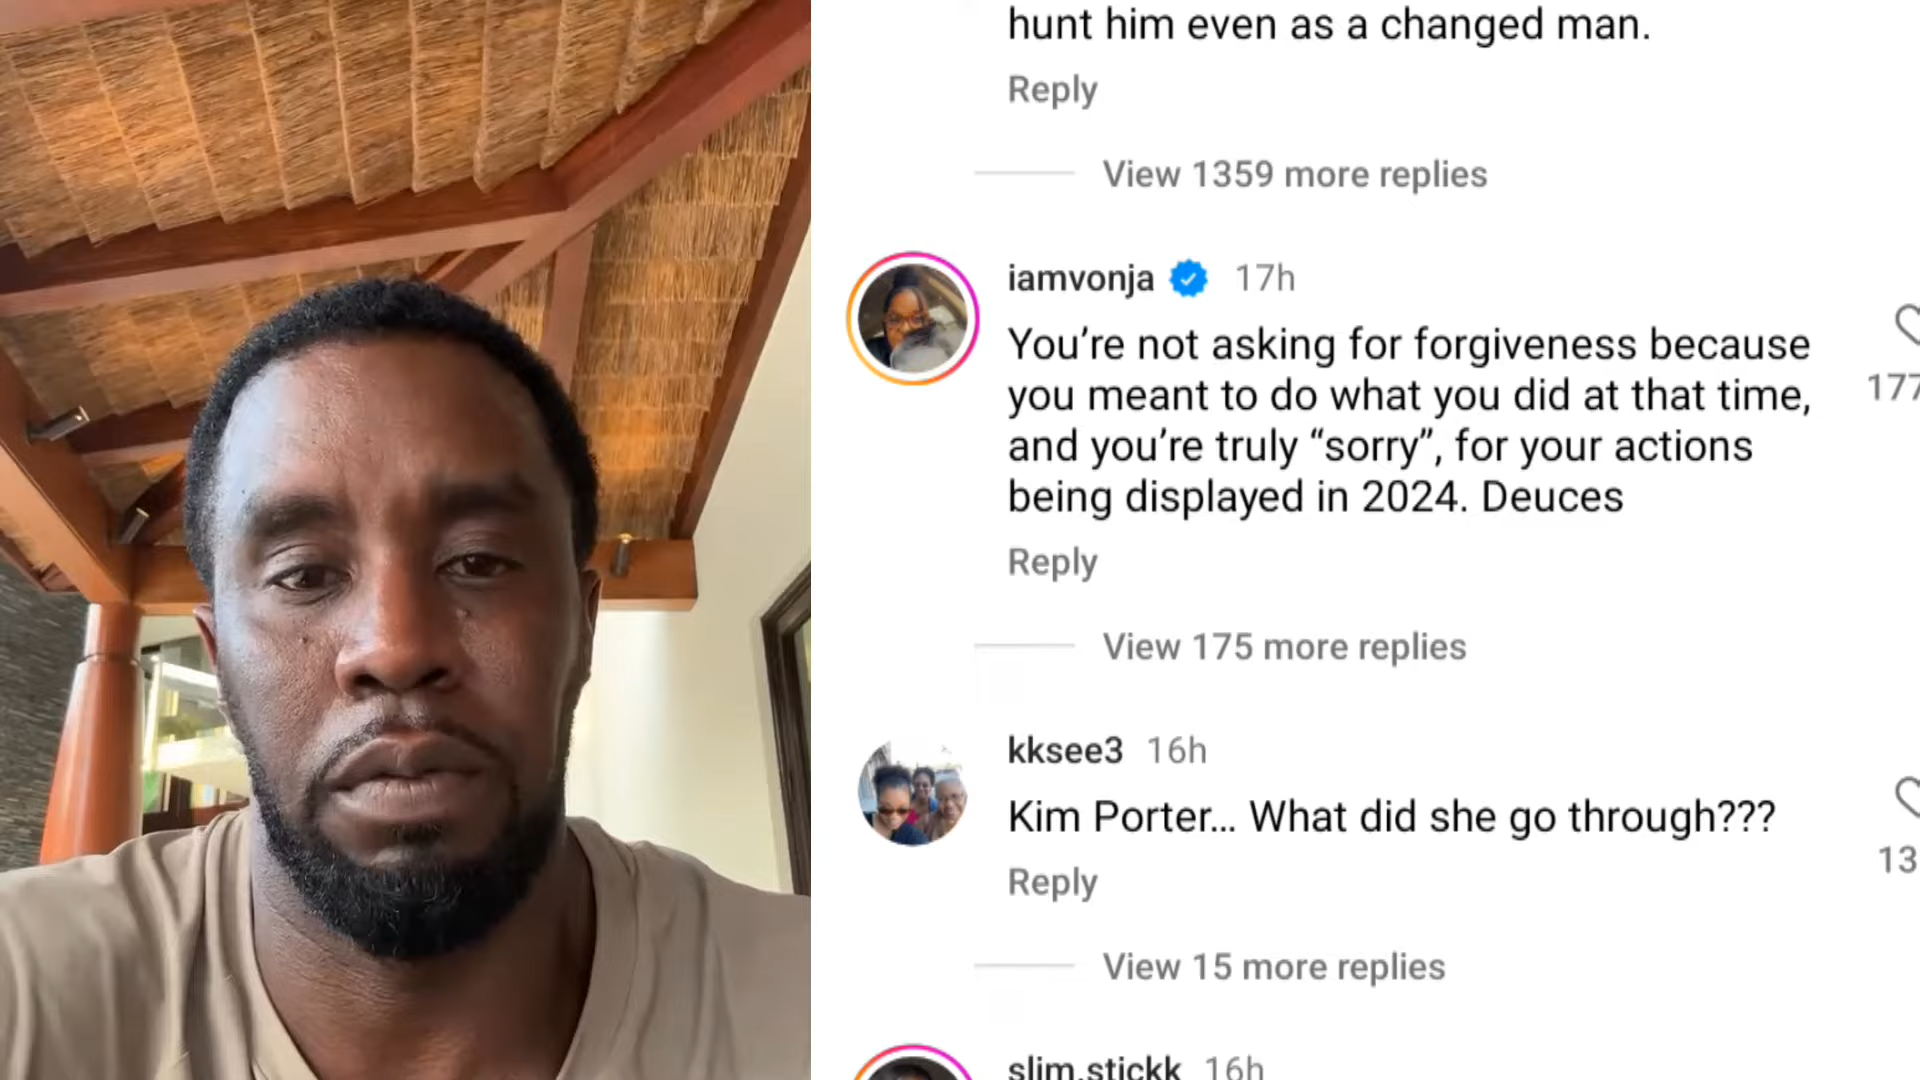 hunt him even as a changed man.
Reply
View 1359 more replies
iamvonja 17h
You’re not asking for forgiveness because
you meant to do what you did at that time,
and you’re truly “sorry”, for your actions
being displayed in 2024. Deuces
177
Reply
View 175 more replies
kksee3 16h
Kim Porter... What did she go through???
13
Reply
View 15 more replies
slim.stickk 16h